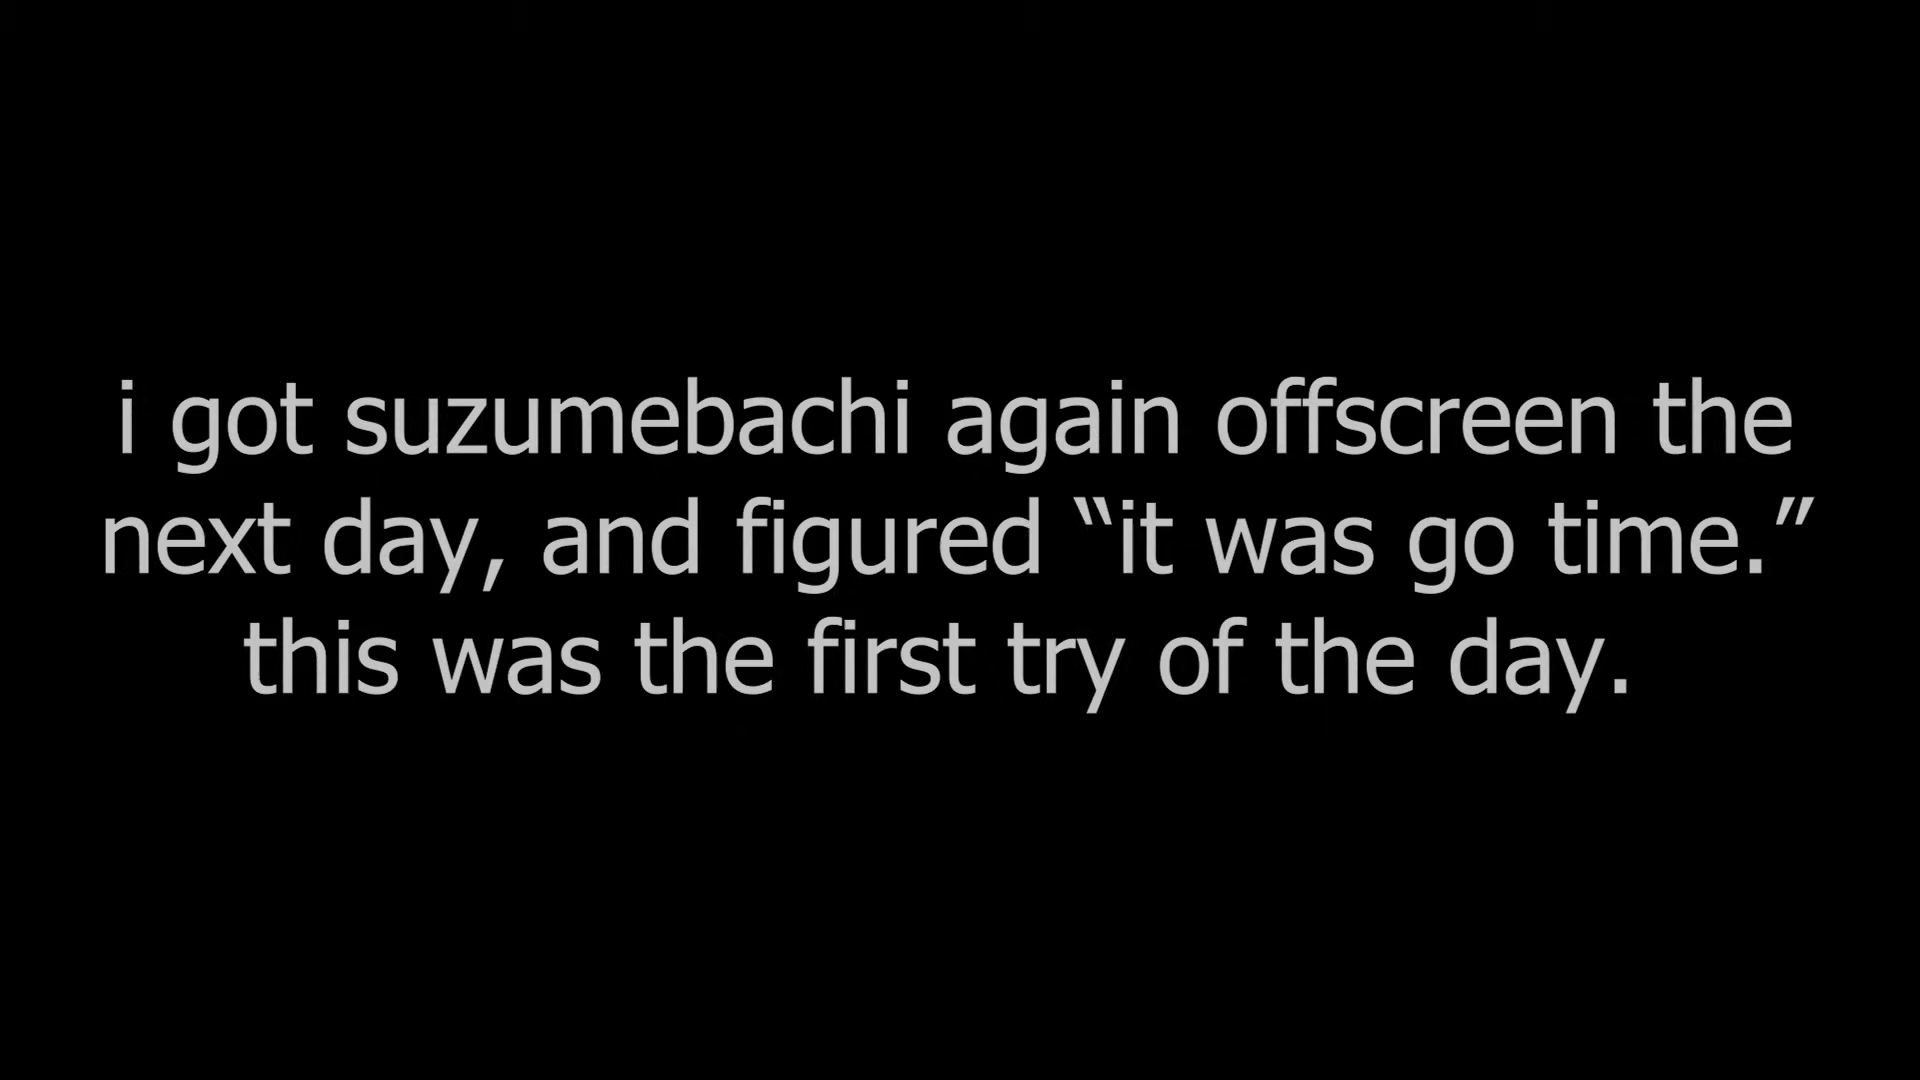 i got suzumebachi again offscreen the
next day, and figured “it was go time.”
this was the first try of the day.